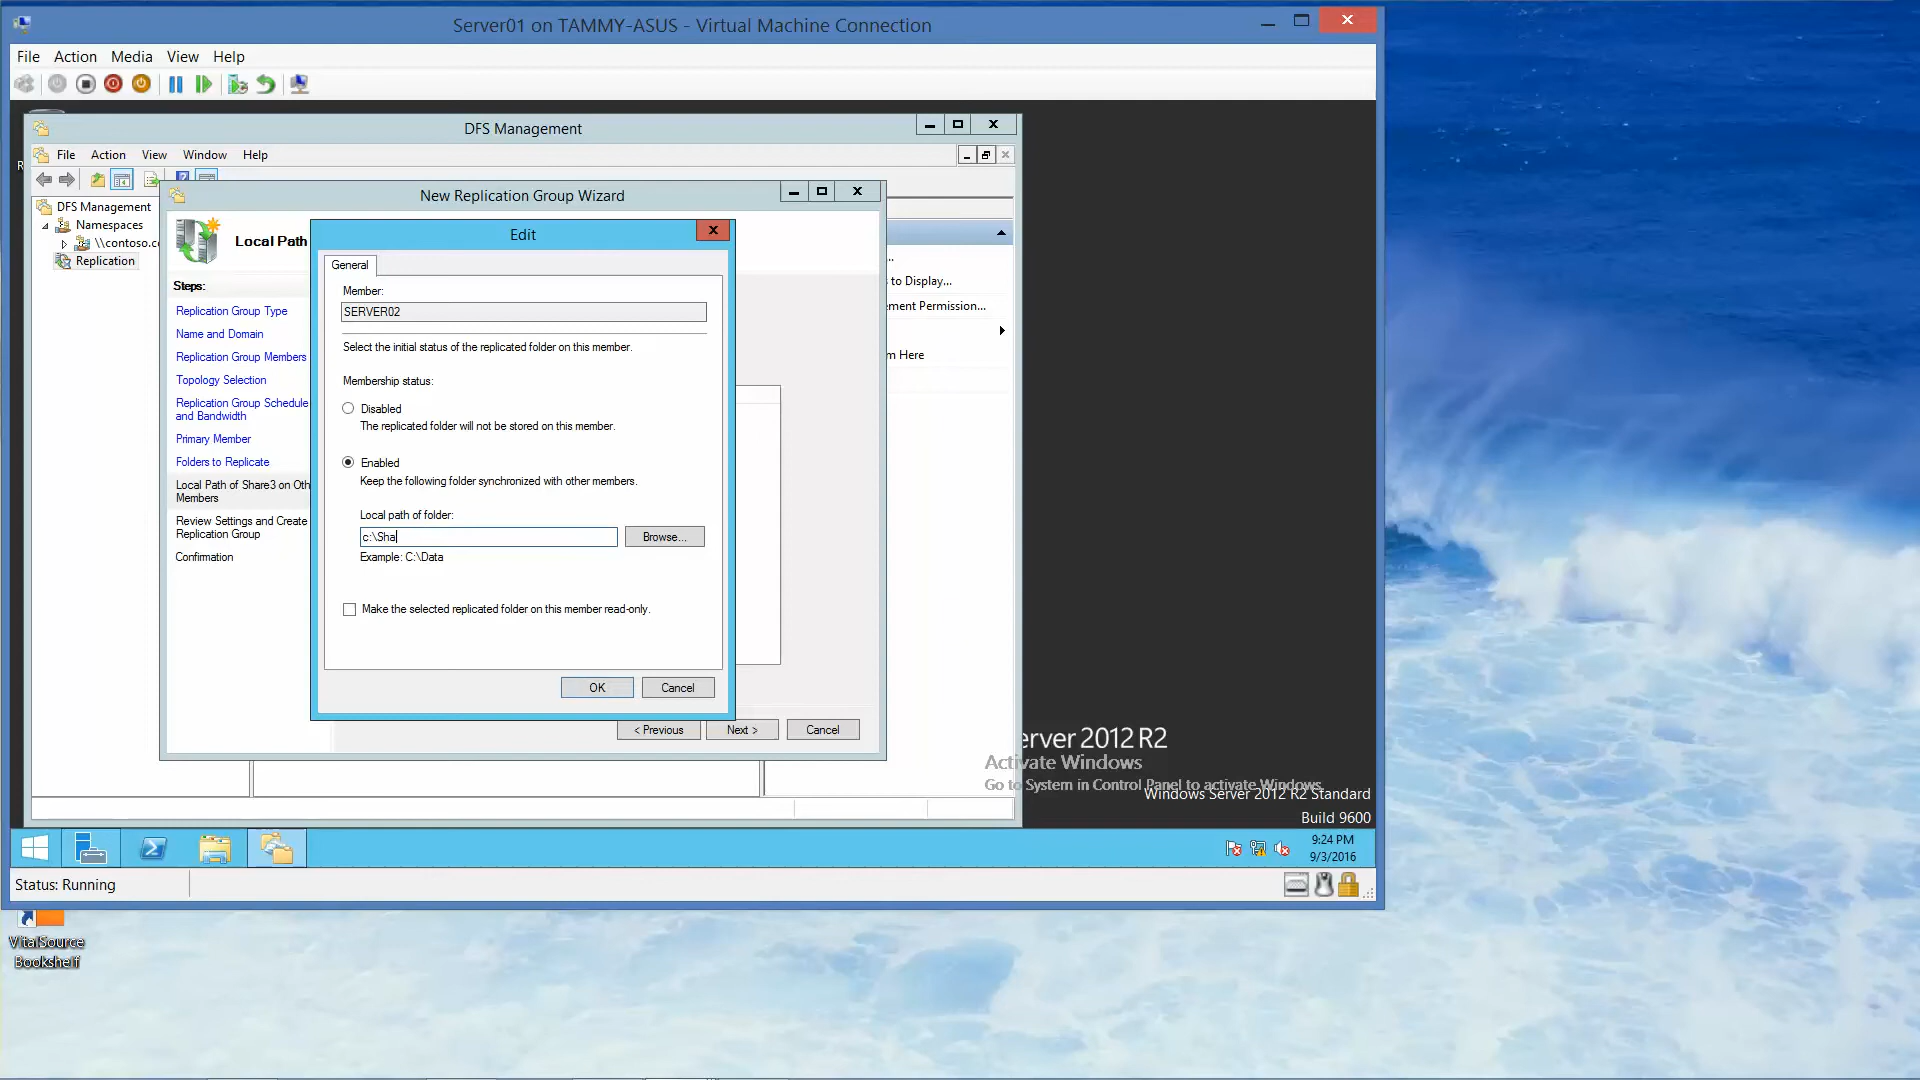 Server01 on TAMMY-ASUS - Virtual Machine Connection
File Action Media View Help
DFS Management
File Action View Window Help
New Replication Group Wizard
DFS Management
Namespaces
\\contoso.co
Replication
Local Path
Steps:
Replication Group Type
Name and Domain
Replication Group Members
Topology Selection
Replication Group Schedule
and Bandwidth
Primary Member
Folders to Replicate
Local Path of Share3 on Oth
Members
Review Settings and Create
Replication Group
Confirmation
Edit
General
Member:
SERVER02
Select the initial status of the replicated folder on this member.
Membership status:
Disabled
The replicated folder will not be stored on this member.
Enabled
Keep the following folder synchronized with other members.
Local path of folder:
c:\Sha
Browse...
Example: C:\Data
Make the selected replicated folder on this member read-only.
OK Cancel
< Previous Next > Cancel
...
s to Display...
ement Permission...
m Here
erver 2012 R2
Activate Windows
Go to System in Control Panel to activate Windows.
Windows Server 2012 R2 Standard
Build 9600
9:24 PM
9/3/2016
Status: Running
VitalSource
Bookshelf